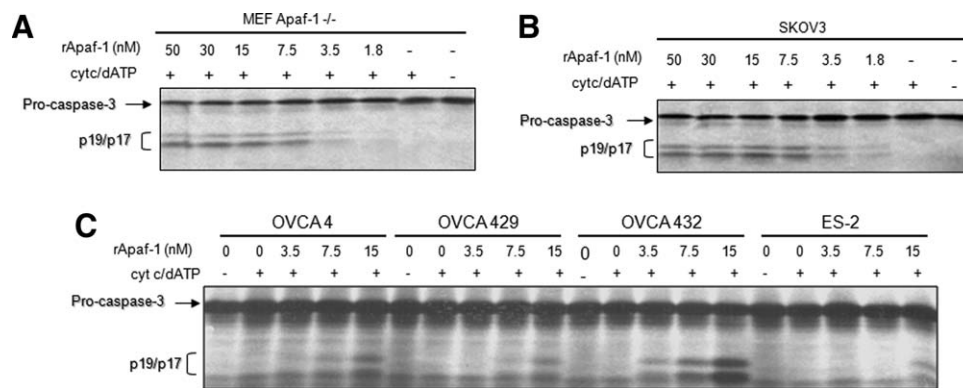 A
MEF Apaf-1 -/-
rApaf-1 (nM) 50 30 15 7.5 3.5 1.8 - -
cytc/dATP + + + + + + + -
Pro-caspase-3
p19/p17
B
SKOV3
rApaf-1 (nM) 50 30 15 7.5 3.5 1.8 - -
cytc/dATP + + + + + + + -
Pro-caspase-3
p19/p17
C
OVCA 4 OVCA 429 OVCA 432 ES-2
rApaf-1 (nM) 0 0 3.5 7.5 15 0 0 3.5 7.5 15 0 0 3.5 7.5 15 0 0 3.5 7.5 15
cyt c/dATP - + + + + - + + + + - + + + + - + + + +
Pro-caspase-3
p19/p17